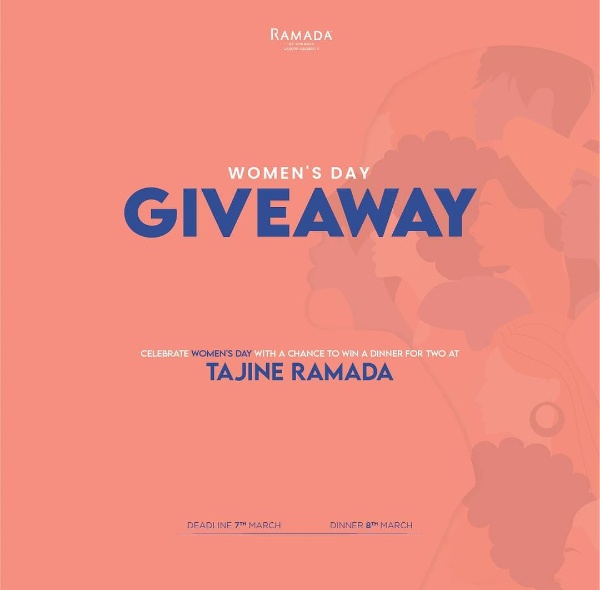 RAMADA
WOMEN'S DAY
GIVEAWAY
CELEBRATE WOMEN'S DAY WITH A CHANCE TO WIN A DINNER FOR TWO AT
TAJINE RAMADA
DEADLINE 7TH MARCH DINNER 8TH MARCH